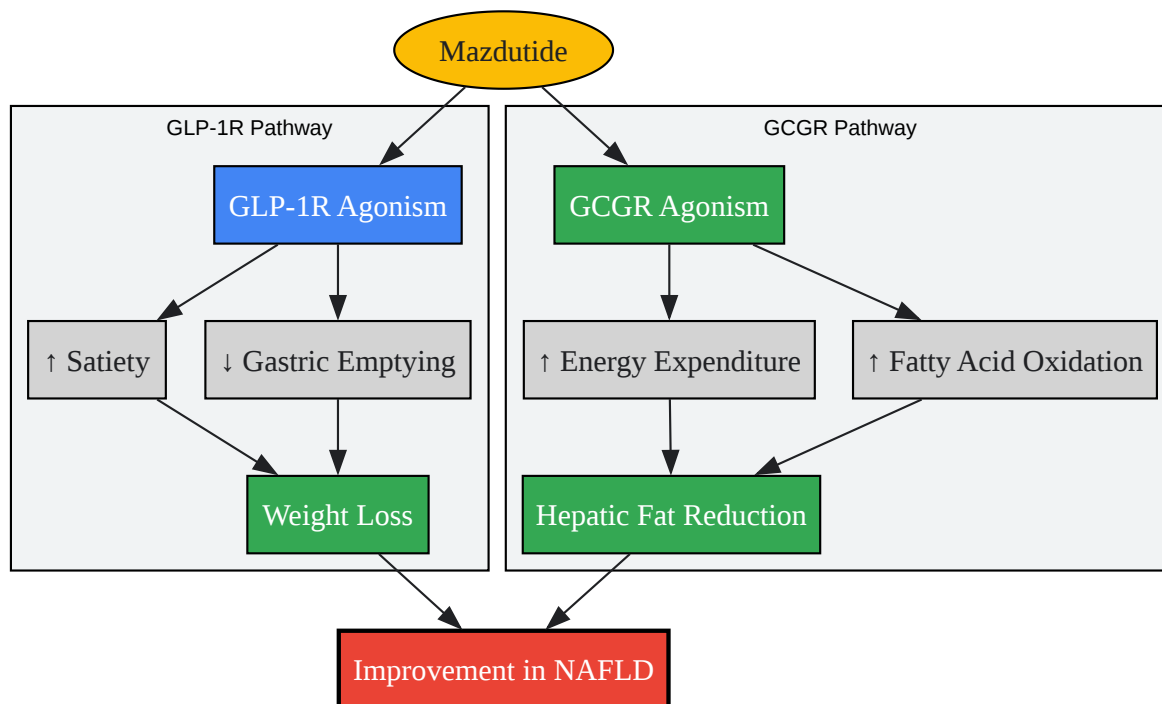 Mazdutide
GLP-1R Pathway
GCGR Pathway
GLP-1R Agonism
GCGR Agonism
↑ Satiety
↓ Gastric Emptying
↑ Energy Expenditure
↑ Fatty Acid Oxidation
Weight Loss
Hepatic Fat Reduction
Improvement in NAFLD